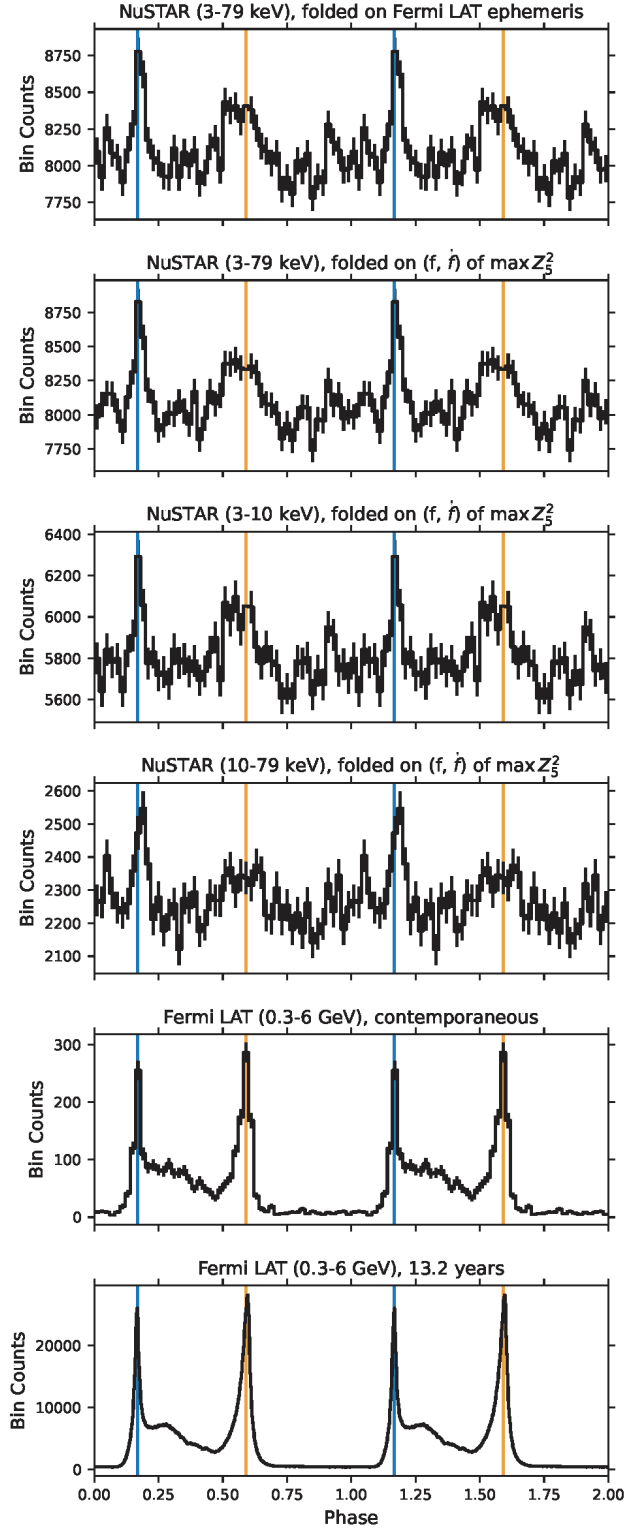 NuSTAR (3-79 keV), folded on Fermi LAT ephemeris
8750
8500
8250
8000
7750
Bin Counts
NuSTAR (3-79 keV), folded on (f, ḟ) of max Z₅²
8750
8500
8250
8000
7750
Bin Counts
NuSTAR (3-10 keV), folded on (f, ḟ) of max Z₅²
6400
6200
6000
5800
5600
Bin Counts
NuSTAR (10-79 keV), folded on (f, ḟ) of max Z₅²
2600
2500
2400
2300
2200
2100
Bin Counts
Fermi LAT (0.3-6 GeV), contemporaneous
300
200
100
0
Bin Counts
Fermi LAT (0.3-6 GeV), 13.2 years
20000
10000
0
Bin Counts
0.00 0.25 0.50 0.75 1.00 1.25 1.50 1.75 2.00
Phase